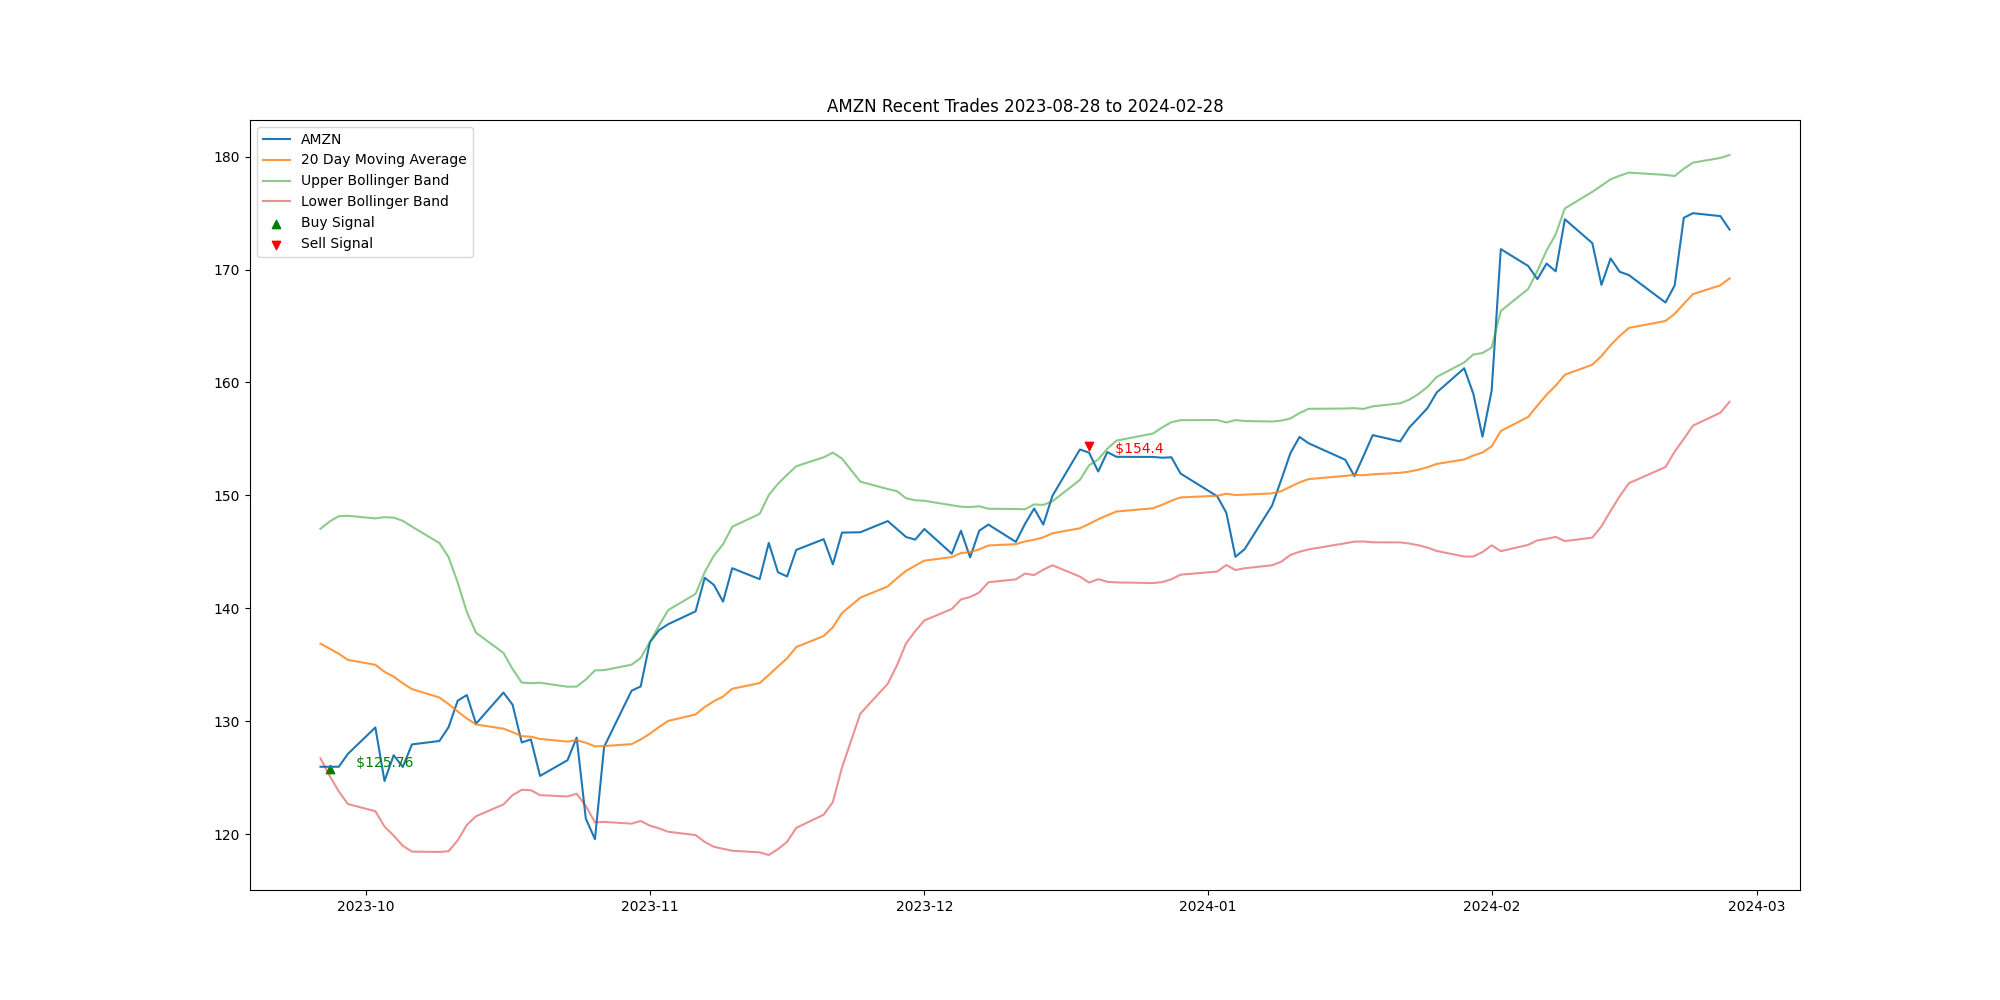 AMZN Recent Trades 2023-08-28 to 2024-02-28
AMZN
20 Day Moving Average
Upper Bollinger Band
Lower Bollinger Band
Buy Signal
Sell Signal
180
170
160
150
140
130
120
$154.4
$125.76
2023-10
2023-11
2023-12
2024-01
2024-02
2024-03